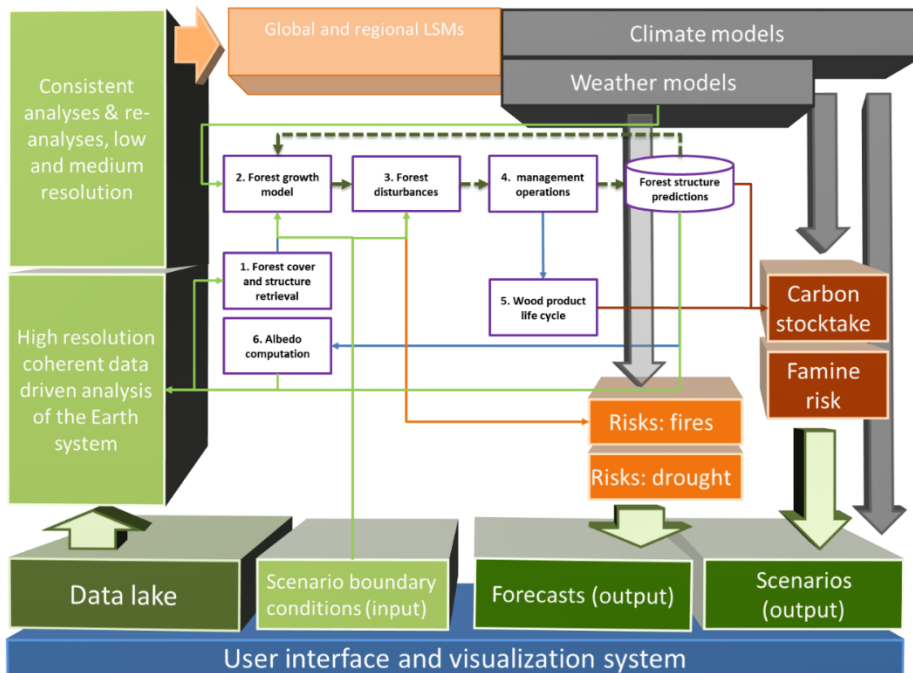 Global and regional LSMs
Climate models
Weather models
Consistent
analyses & re-
analyses, low
and medium
resolution
2. Forest growth
model
3. Forest
disturbances
4. management
operations
Forest structure
predictions
1. Forest cover
and structure
retrieval
5. Wood product
life cycle
6. Albedo
computation
High resolution
coherent data
driven analysis
of the Earth
system
Carbon
stocktake
Famine
risk
Risks: fires
Risks: drought
Data lake
Scenario boundary
conditions (input)
Forecasts (output)
Scenarios
(output)
User interface and visualization system